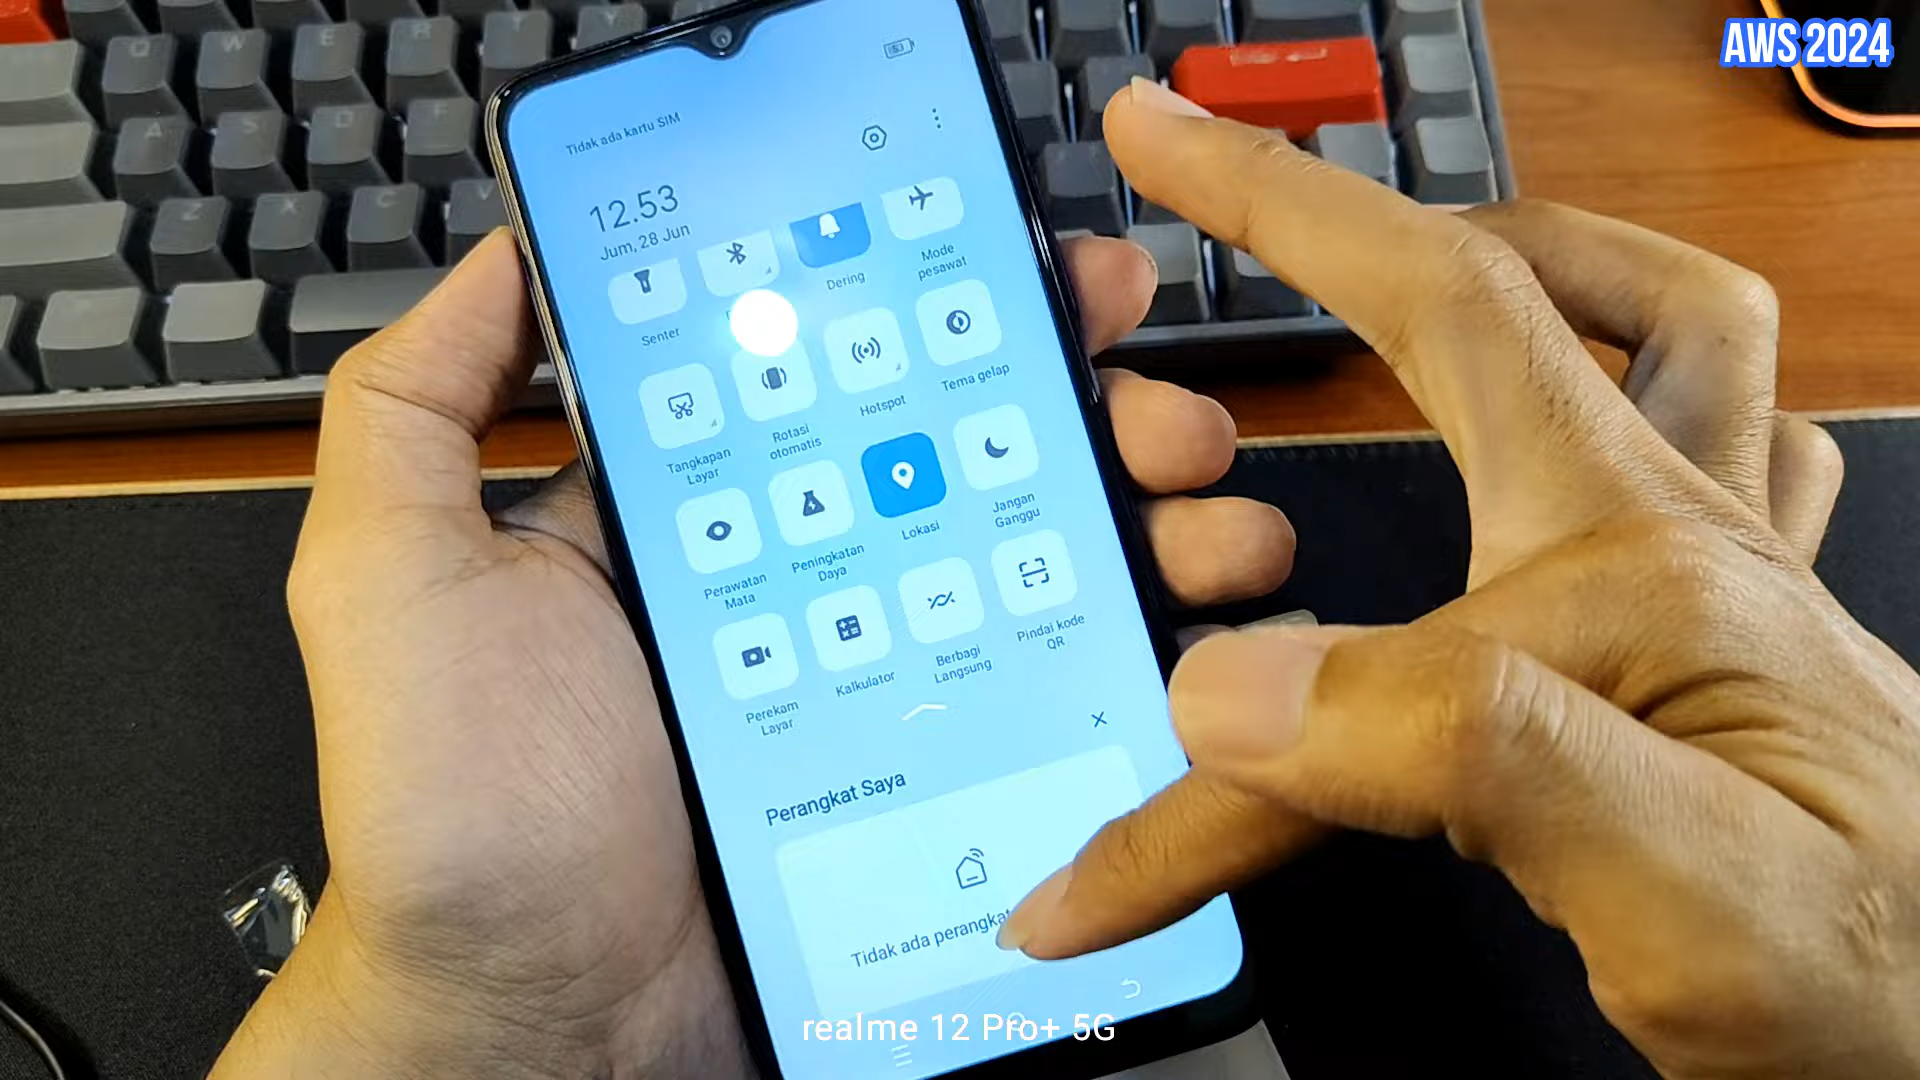 AWS 2024
Tidak ada kartu SIM
12.53
Jum, 28 Jun
Senter
Dering
Mode
pesawat
Tangkapan
Layar
Rotasi
otomatis
Hotspot
Tema gelap
Perawatan
Mata
Peningkatan
Daya
Lokasi
Jangan
Ganggu
Perekam
Layar
Kalkulator
Berbagi
Langsung
Pindai kode
QR
Perangkat Saya
Tidak ada perangkat
realme 12 Pro+ 5G
Q
W
E
R
A
S
D
F
Z
X
C
V